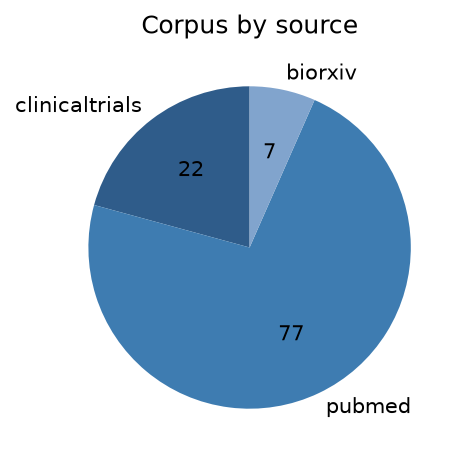 Corpus by source
biorxiv
clinicaltrials
7
22
77
pubmed